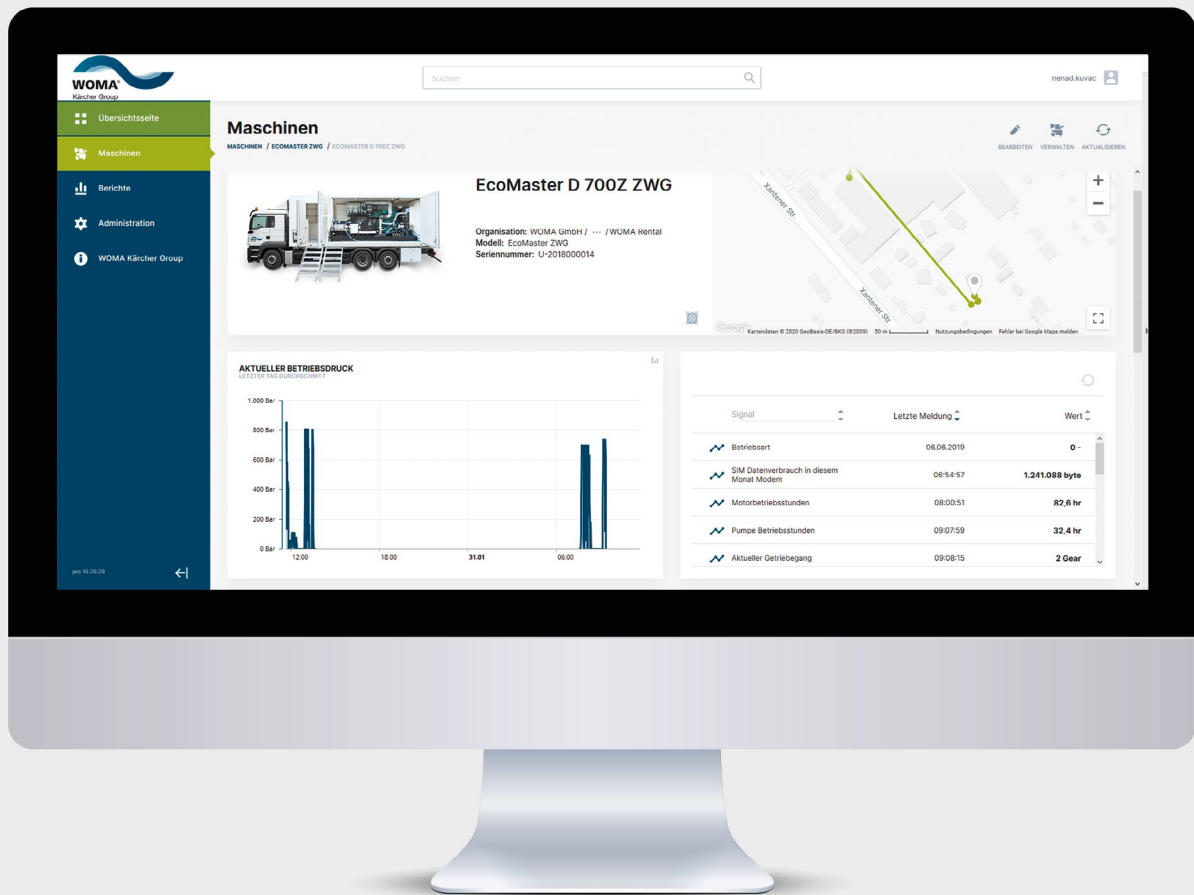 WOMA®
Kärcher Group
Suchen
nenad.kuvac
Übersichtsseite
Maschinen
Berichte
Administration
WOMA Kärcher Group
pro 10.26.26
Maschinen
MASCHINEN / ECOMASTER ZWG / ECOMASTER D 700Z ZWG
BEARBEITEN VERWALTEN AKTUALISIEREN
EcoMaster D 700Z ZWG
Organisation: WOMA GmbH / ··· / WOMA Rental
Modell: EcoMaster ZWG
Seriennummer: U-2018000014
Xantener Str.
Xantener Str
+
−
Google
Kartendaten © 2020 GeoBasis-DE/BKG (©2009) 50 m Nutzungsbedingungen Fehler bei Google Maps melden
AKTUELLER BETRIEBSDRUCK
LETZTER TAG DURCHSCHNITT
1.000 Bar
800 Bar
600 Bar
400 Bar
200 Bar
0 Bar
12:00 18:00 31.01 06:00
Signal Letzte Meldung Wert
Betriebsart 06.06.2019 0 -
SIM Datenverbrauch in diesem
Monat Modem 06:54:57 1.241.088 byte
Motorbetriebsstunden 08:00:51 82,6 hr
Pumpe Betriebsstunden 09:07:59 32,4 hr
Aktueller Getriebegang 09:08:15 2 Gear